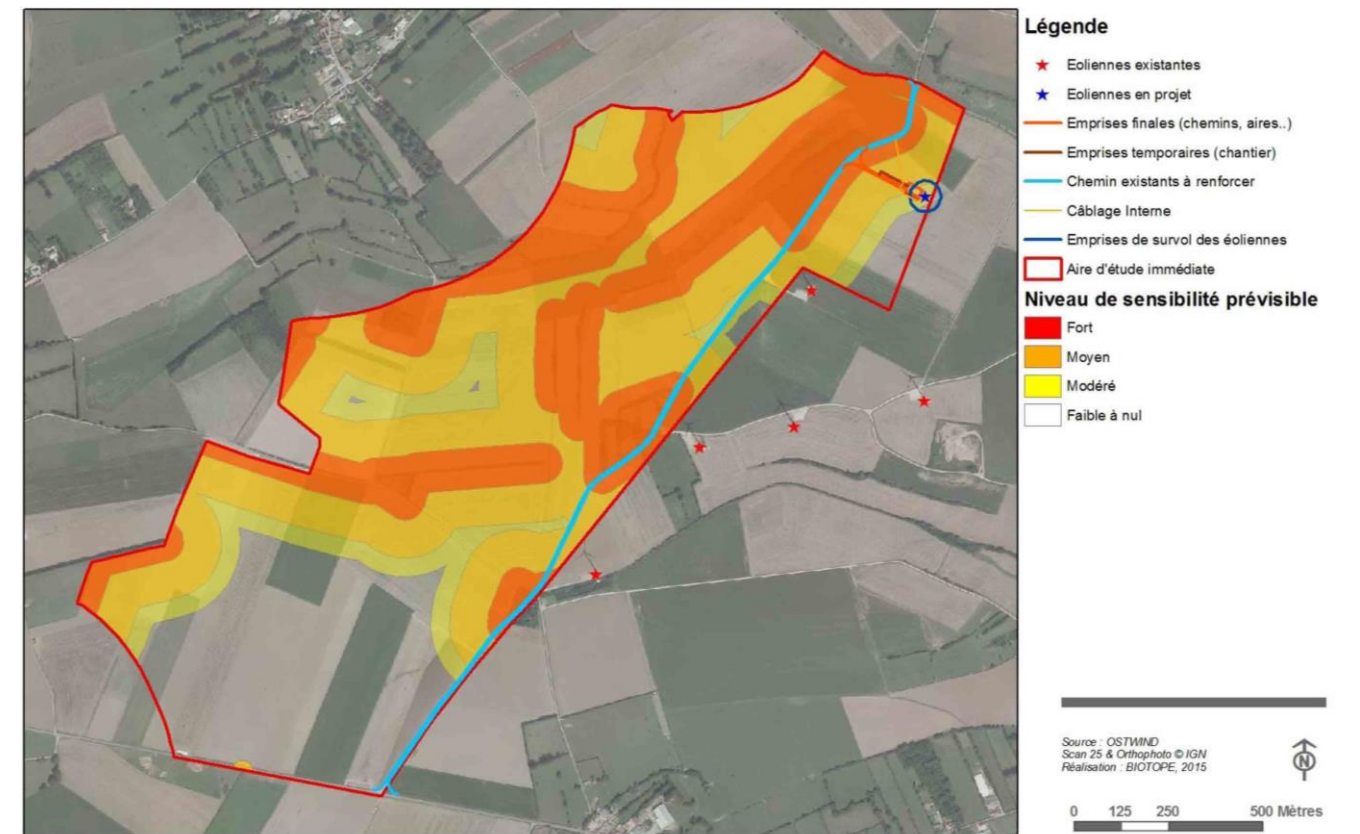 Légende
Eoliennes existantes
Eoliennes en projet
Emprises finales (chemins, aires..)
Emprises temporaires (chantier)
Chemin existants à renforcer
Câblage Interne
Emprises de survol des éoliennes
Aire d'étude immédiate
Niveau de sensibilité prévisible
Fort
Moyen
Modéré
Faible à nul
Source : OSTWIND
Scan 25 & Orthophoto © IGN
Réalisation : BIOTOPE, 2015
N
0 125 250 500 Mètres